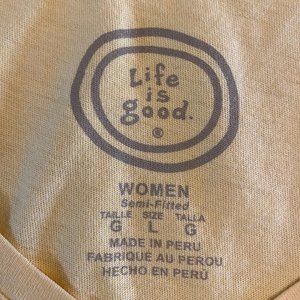 Life
is
good.
®
WOMEN
Semi-Fitted
TAILLE SIZE TALLA
G L G
MADE IN PERU
FABRIQUÉ AU PEROU
HECHO EN PERÚ